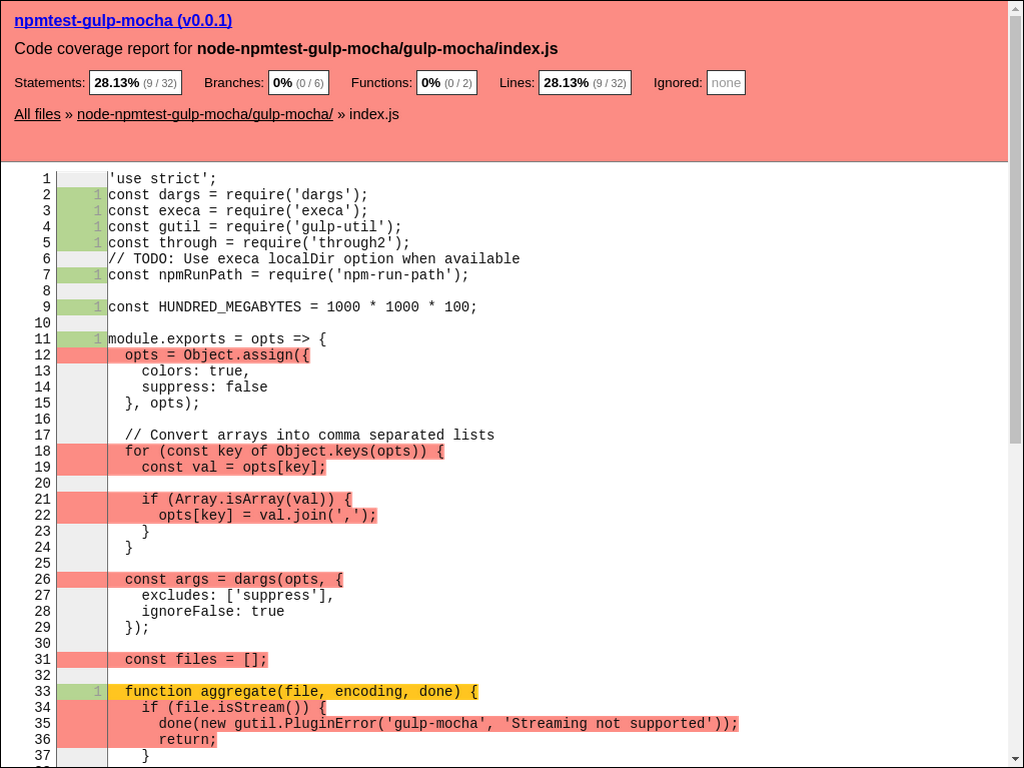 npmtest-gulp-mocha (v0.0.1)
Code coverage report for node-npmtest-gulp-mocha/gulp-mocha/index.js
Statements: 28.13% (9 / 32) Branches: 0% (0 / 6) Functions: 0% (0 / 2) Lines: 28.13% (9 / 32) Ignored: none
All files » node-npmtest-gulp-mocha/gulp-mocha/ » index.js
1 'use strict';
2 1 const dargs = require('dargs');
3 1 const execa = require('execa');
4 1 const gutil = require('gulp-util');
5 1 const through = require('through2');
6 // TODO: Use execa localDir option when available
7 1 const npmRunPath = require('npm-run-path');
8
9 1 const HUNDRED_MEGABYTES = 1000 * 1000 * 100;
10
11 1 module.exports = opts => {
12 opts = Object.assign({
13 colors: true,
14 suppress: false
15 }, opts);
16
17 // Convert arrays into comma separated lists
18 for (const key of Object.keys(opts)) {
19 const val = opts[key];
20
21 if (Array.isArray(val)) {
22 opts[key] = val.join(',');
23 }
24 }
25
26 const args = dargs(opts, {
27 excludes: ['suppress'],
28 ignoreFalse: true
29 });
30
31 const files = [];
32
33 1 function aggregate(file, encoding, done) {
34 if (file.isStream()) {
35 done(new gutil.PluginError('gulp-mocha', 'Streaming not supported'));
36 return;
37 }